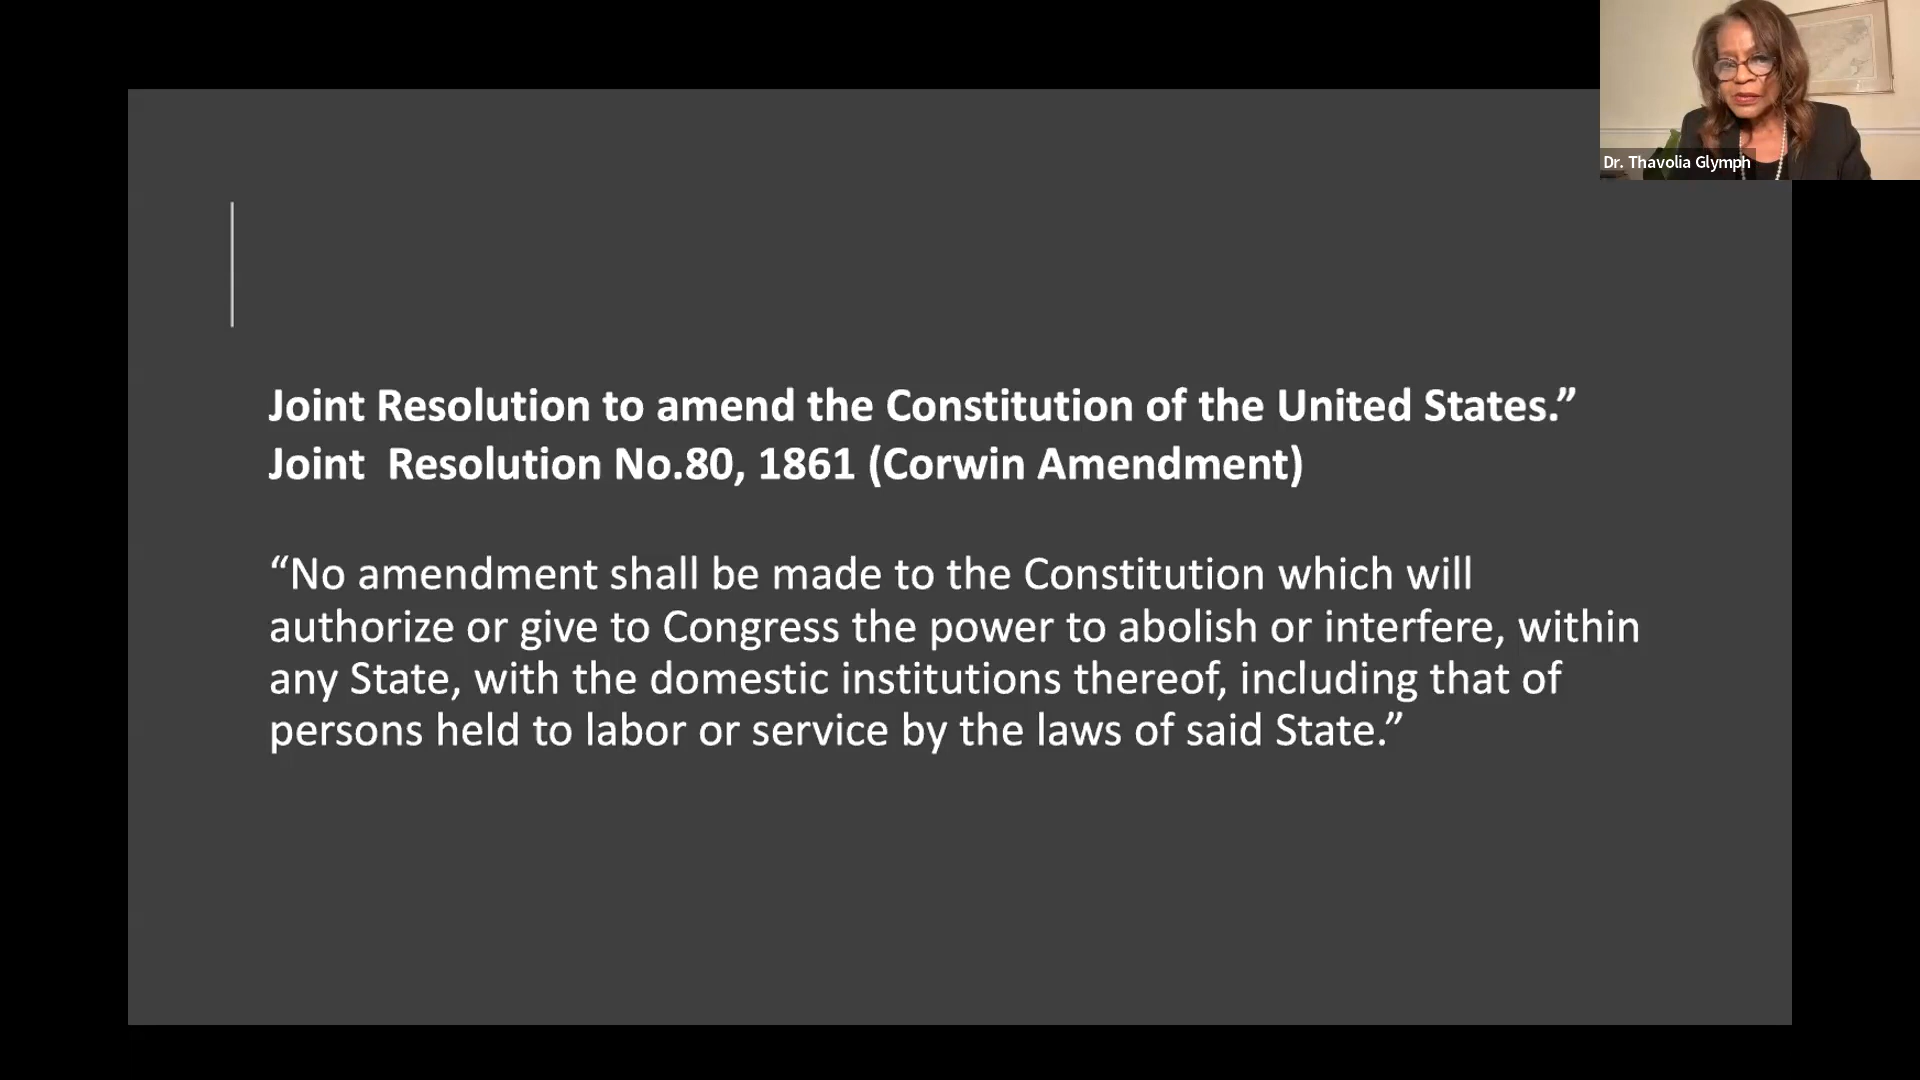 Dr. Thavolia Glymph
Joint Resolution to amend the Constitution of the United States.”
Joint  Resolution No.80, 1861 (Corwin Amendment)
“No amendment shall be made to the Constitution which will
authorize or give to Congress the power to abolish or interfere, within
any State, with the domestic institutions thereof, including that of
persons held to labor or service by the laws of said State.”